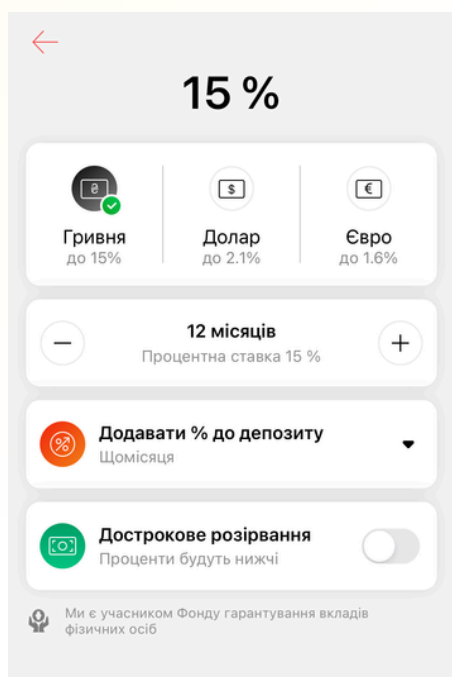 15 %
Гривня
до 15%
Долар
до 2.1%
Євро
до 1.6%
12 місяців
Процентна ставка 15 %
Додавати % до депозиту
Щомісяця
Дострокове розірвання
Проценти будуть нижчі
Ми є учасником Фонду гарантування вкладів
фізичних осіб